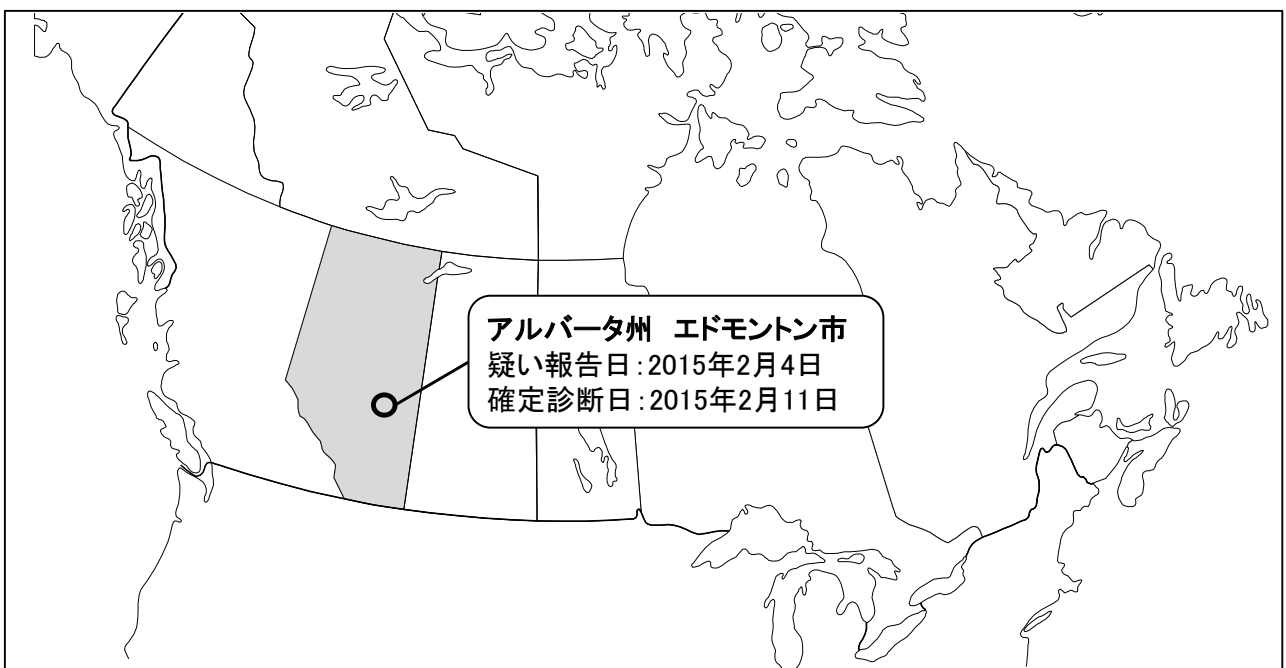 アルバータ州　エドモントン市
疑い報告日：2015年2月4日
確定診断日：2015年2月11日